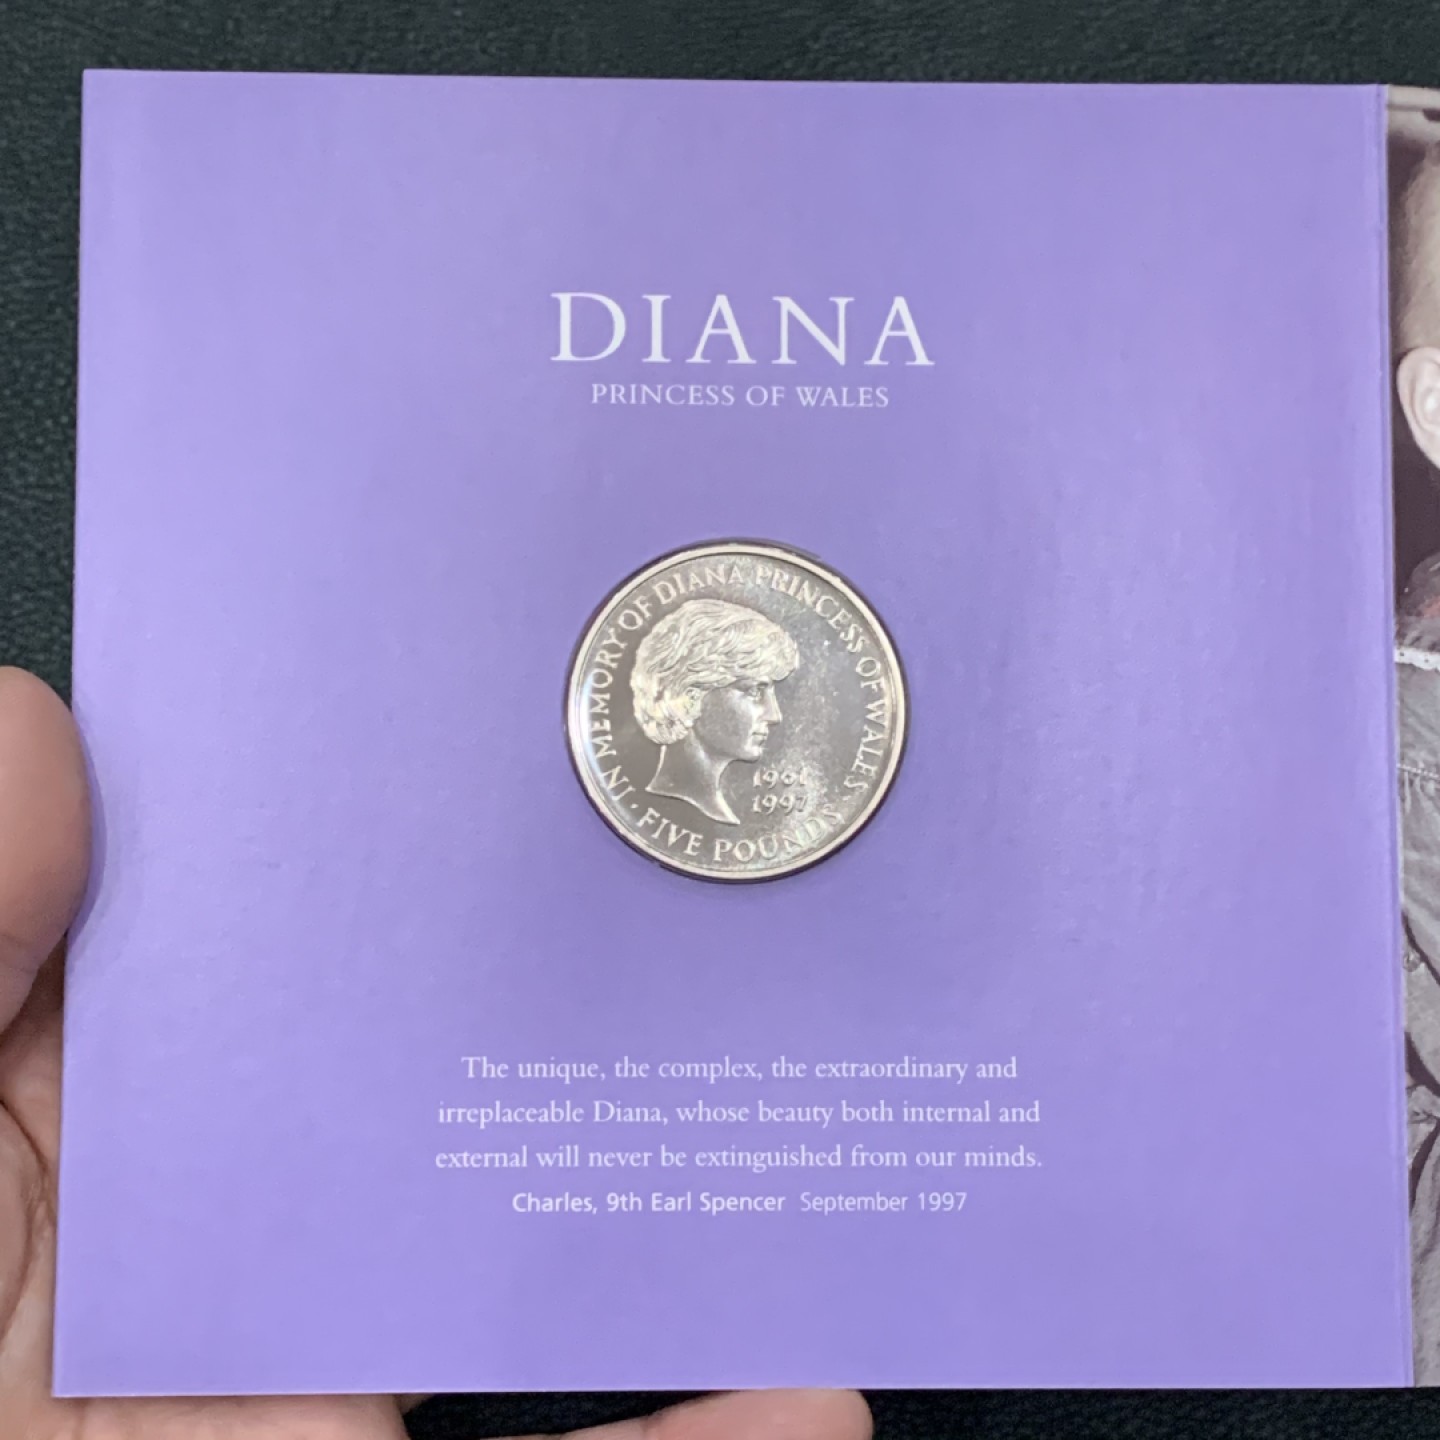 DIANA
PRINCESS OF WALES
IN MEMORY OF DIANA PRINCESS OF WALES
1961
1997
· FIVE POUNDS ·
The unique, the complex, the extraordinary and
irreplaceable Diana, whose beauty both internal and
external will never be extinguished from our minds.
Charles, 9th Earl Spencer September 1997